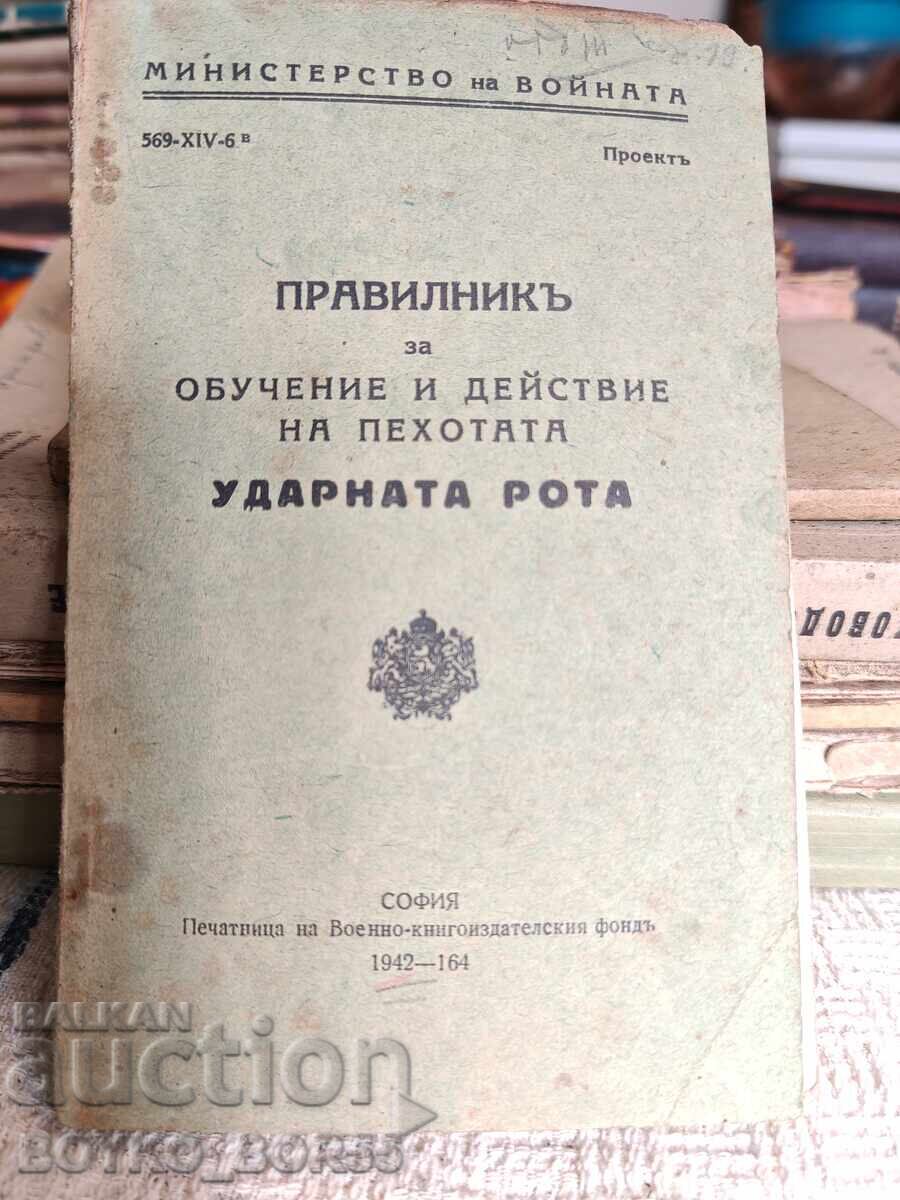 МИНИСТЕРСТВО на ВОЙНАТА
569-XIV-6 в
Проектъ
ПРАВИЛНИКЪ
за
ОБУЧЕНИЕ И ДЕЙСТВИЕ
НА ПЕХОТАТА
УДАРНАТА РОТА
СОФИЯ
Печатница на Военно-книгоиздателския фондъ
1942—164
BALKAN
auction
BOYKO_BOR55